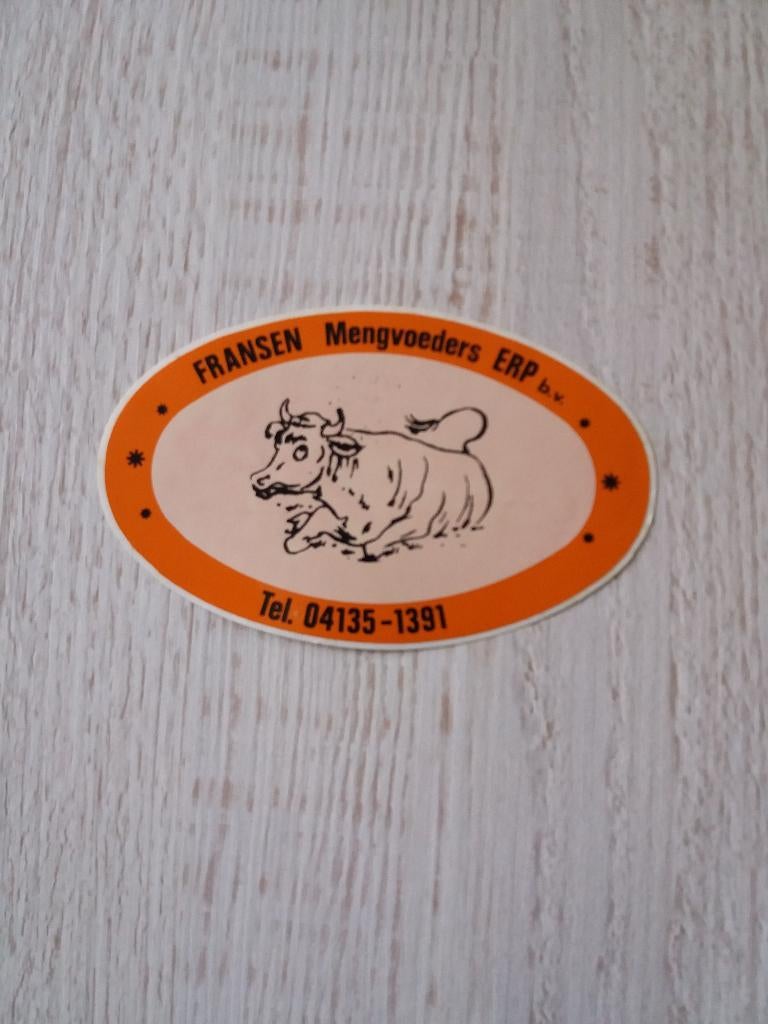 FRANSEN Mengvoeders ERP b.v.
Tel. 04135-1391